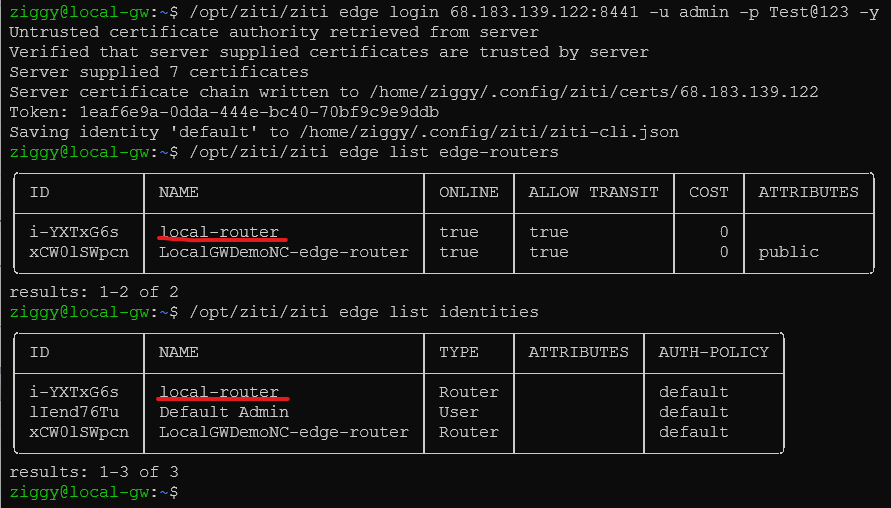 ziggy@local-gw:~$ /opt/ziti/ziti edge login 68.183.139.122:8441 -u admin -p Test@123 -y
Untrusted certificate authority retrieved from server
Verified that server supplied certificates are trusted by server
Server supplied 7 certificates
Server certificate chain written to /home/ziggy/.config/ziti/certs/68.183.139.122
Token: 1eaf6e9a-0dda-444e-bc40-70bf9c9e9ddb
Saving identity 'default' to /home/ziggy/.config/ziti/ziti-cli.json
ziggy@local-gw:~$ /opt/ziti/ziti edge list edge-routers
ID NAME ONLINE ALLOW TRANSIT COST ATTRIBUTES
i-YXTxG6s local-router true true 0
xCW0lSWpcn LocalGWDemoNC-edge-router true true 0 public
results: 1-2 of 2
ziggy@local-gw:~$ /opt/ziti/ziti edge list identities
ID NAME TYPE ATTRIBUTES AUTH-POLICY
i-YXTxG6s local-router Router default
lIend76Tu Default Admin User default
xCW0lSWpcn LocalGWDemoNC-edge-router Router default
results: 1-3 of 3
ziggy@local-gw:~$